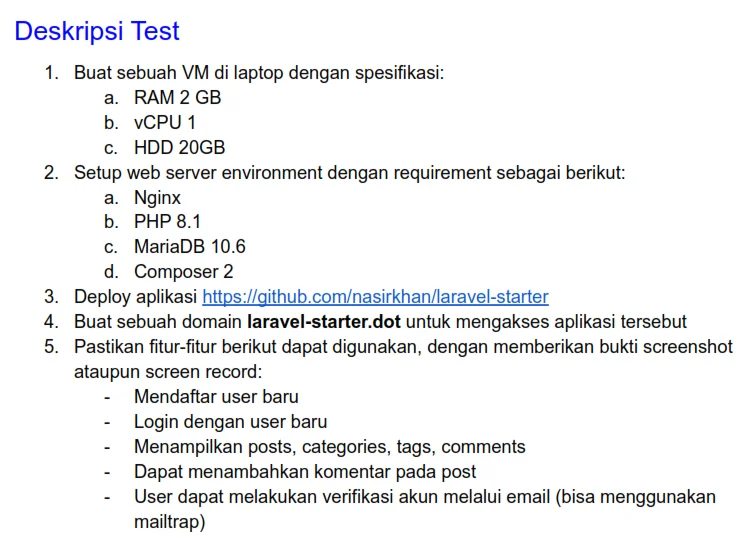 Deskripsi Test
1. Buat sebuah VM di laptop dengan spesifikasi:
a. RAM 2 GB
b. vCPU 1
c. HDD 20GB
2. Setup web server environment dengan requirement sebagai berikut:
a. Nginx
b. PHP 8.1
c. MariaDB 10.6
d. Composer 2
3. Deploy aplikasi https://github.com/nasirkhan/laravel-starter
4. Buat sebuah domain laravel-starter.dot untuk mengakses aplikasi tersebut
5. Pastikan fitur-fitur berikut dapat digunakan, dengan memberikan bukti screenshot
ataupun screen record:
- Mendaftar user baru
- Login dengan user baru
- Menampilkan posts, categories, tags, comments
- Dapat menambahkan komentar pada post
- User dapat melakukan verifikasi akun melalui email (bisa menggunakan
mailtrap)